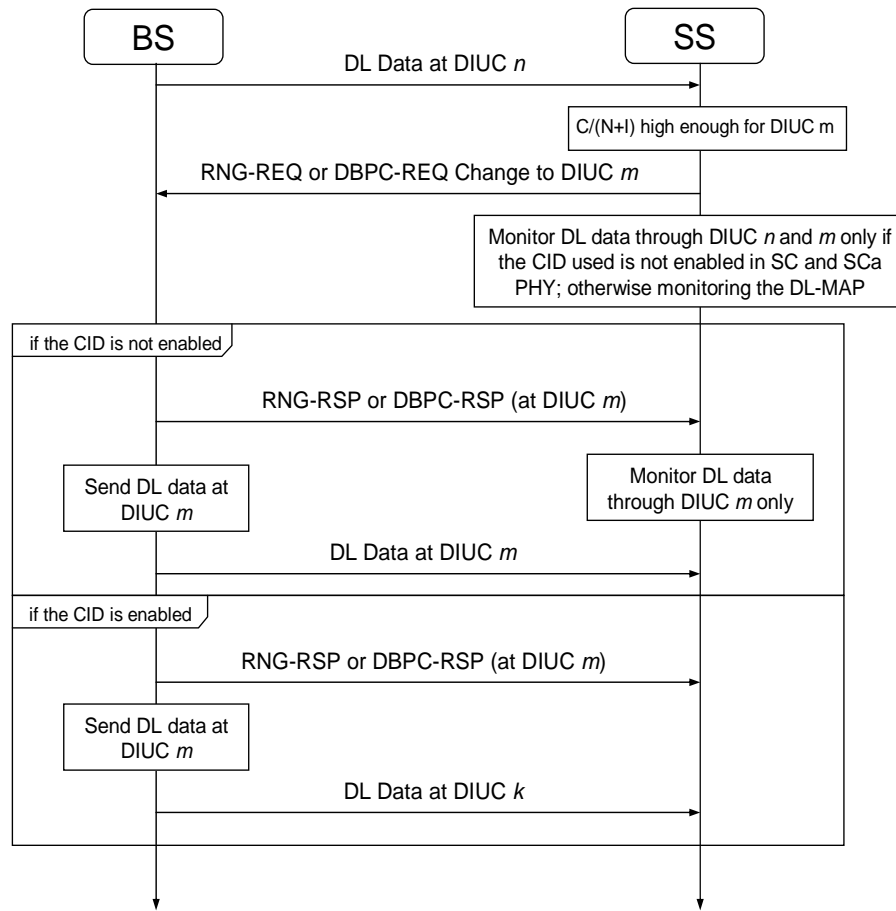 BS
SS
DL Data at DIUC n
C/(N+I) high enough for DIUC m
RNG-REQ or DBPC-REQ Change to DIUC m
Monitor DL data through DIUC n and m only if
the CID used is not enabled in SC and SCa
PHY; otherwise monitoring the DL-MAP
if the CID is not enabled
RNG-RSP or DBPC-RSP (at DIUC m)
Send DL data at
DIUC m
Monitor DL data
through DIUC m only
DL Data at DIUC m
if the CID is enabled
RNG-RSP or DBPC-RSP (at DIUC m)
Send DL data at
DIUC m
DL Data at DIUC k